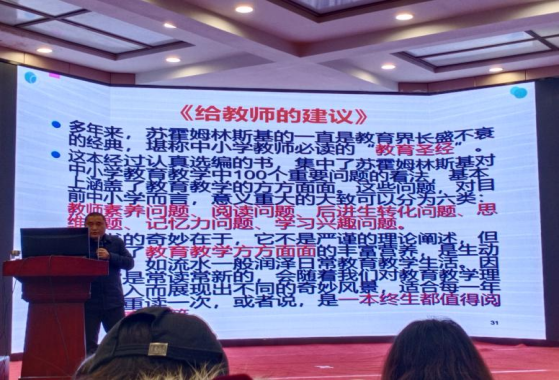 《给教师的建议》
多年来，苏霍姆林斯基的一直是教育界长盛不衰
的经典，堪称中小学教师必读的“教育圣经”。
这本经过认真选编的书，集中了苏霍姆林斯基对
中小学教育教学中100个重要问题的看法，基本
上涵盖了教育教学的方方面面。这些问题，对目
前中小学而言，意义重大的大致可以分为六类：
教师素养问题、阅读问题、后进生转化问题、思
维问题、记忆力问题、学习兴趣问题。
的奇妙在于，它不是严谨的理论阐述，但
了教育教学方方面面的丰富营养，是生动
如流水一般润泽日常教育教学生活，因
是常读常新的，会随着我们对教育教学理
入而展现出不同的奇妙风景，适合每一年
重读一次，或者说，是一本终生都值得阅
31